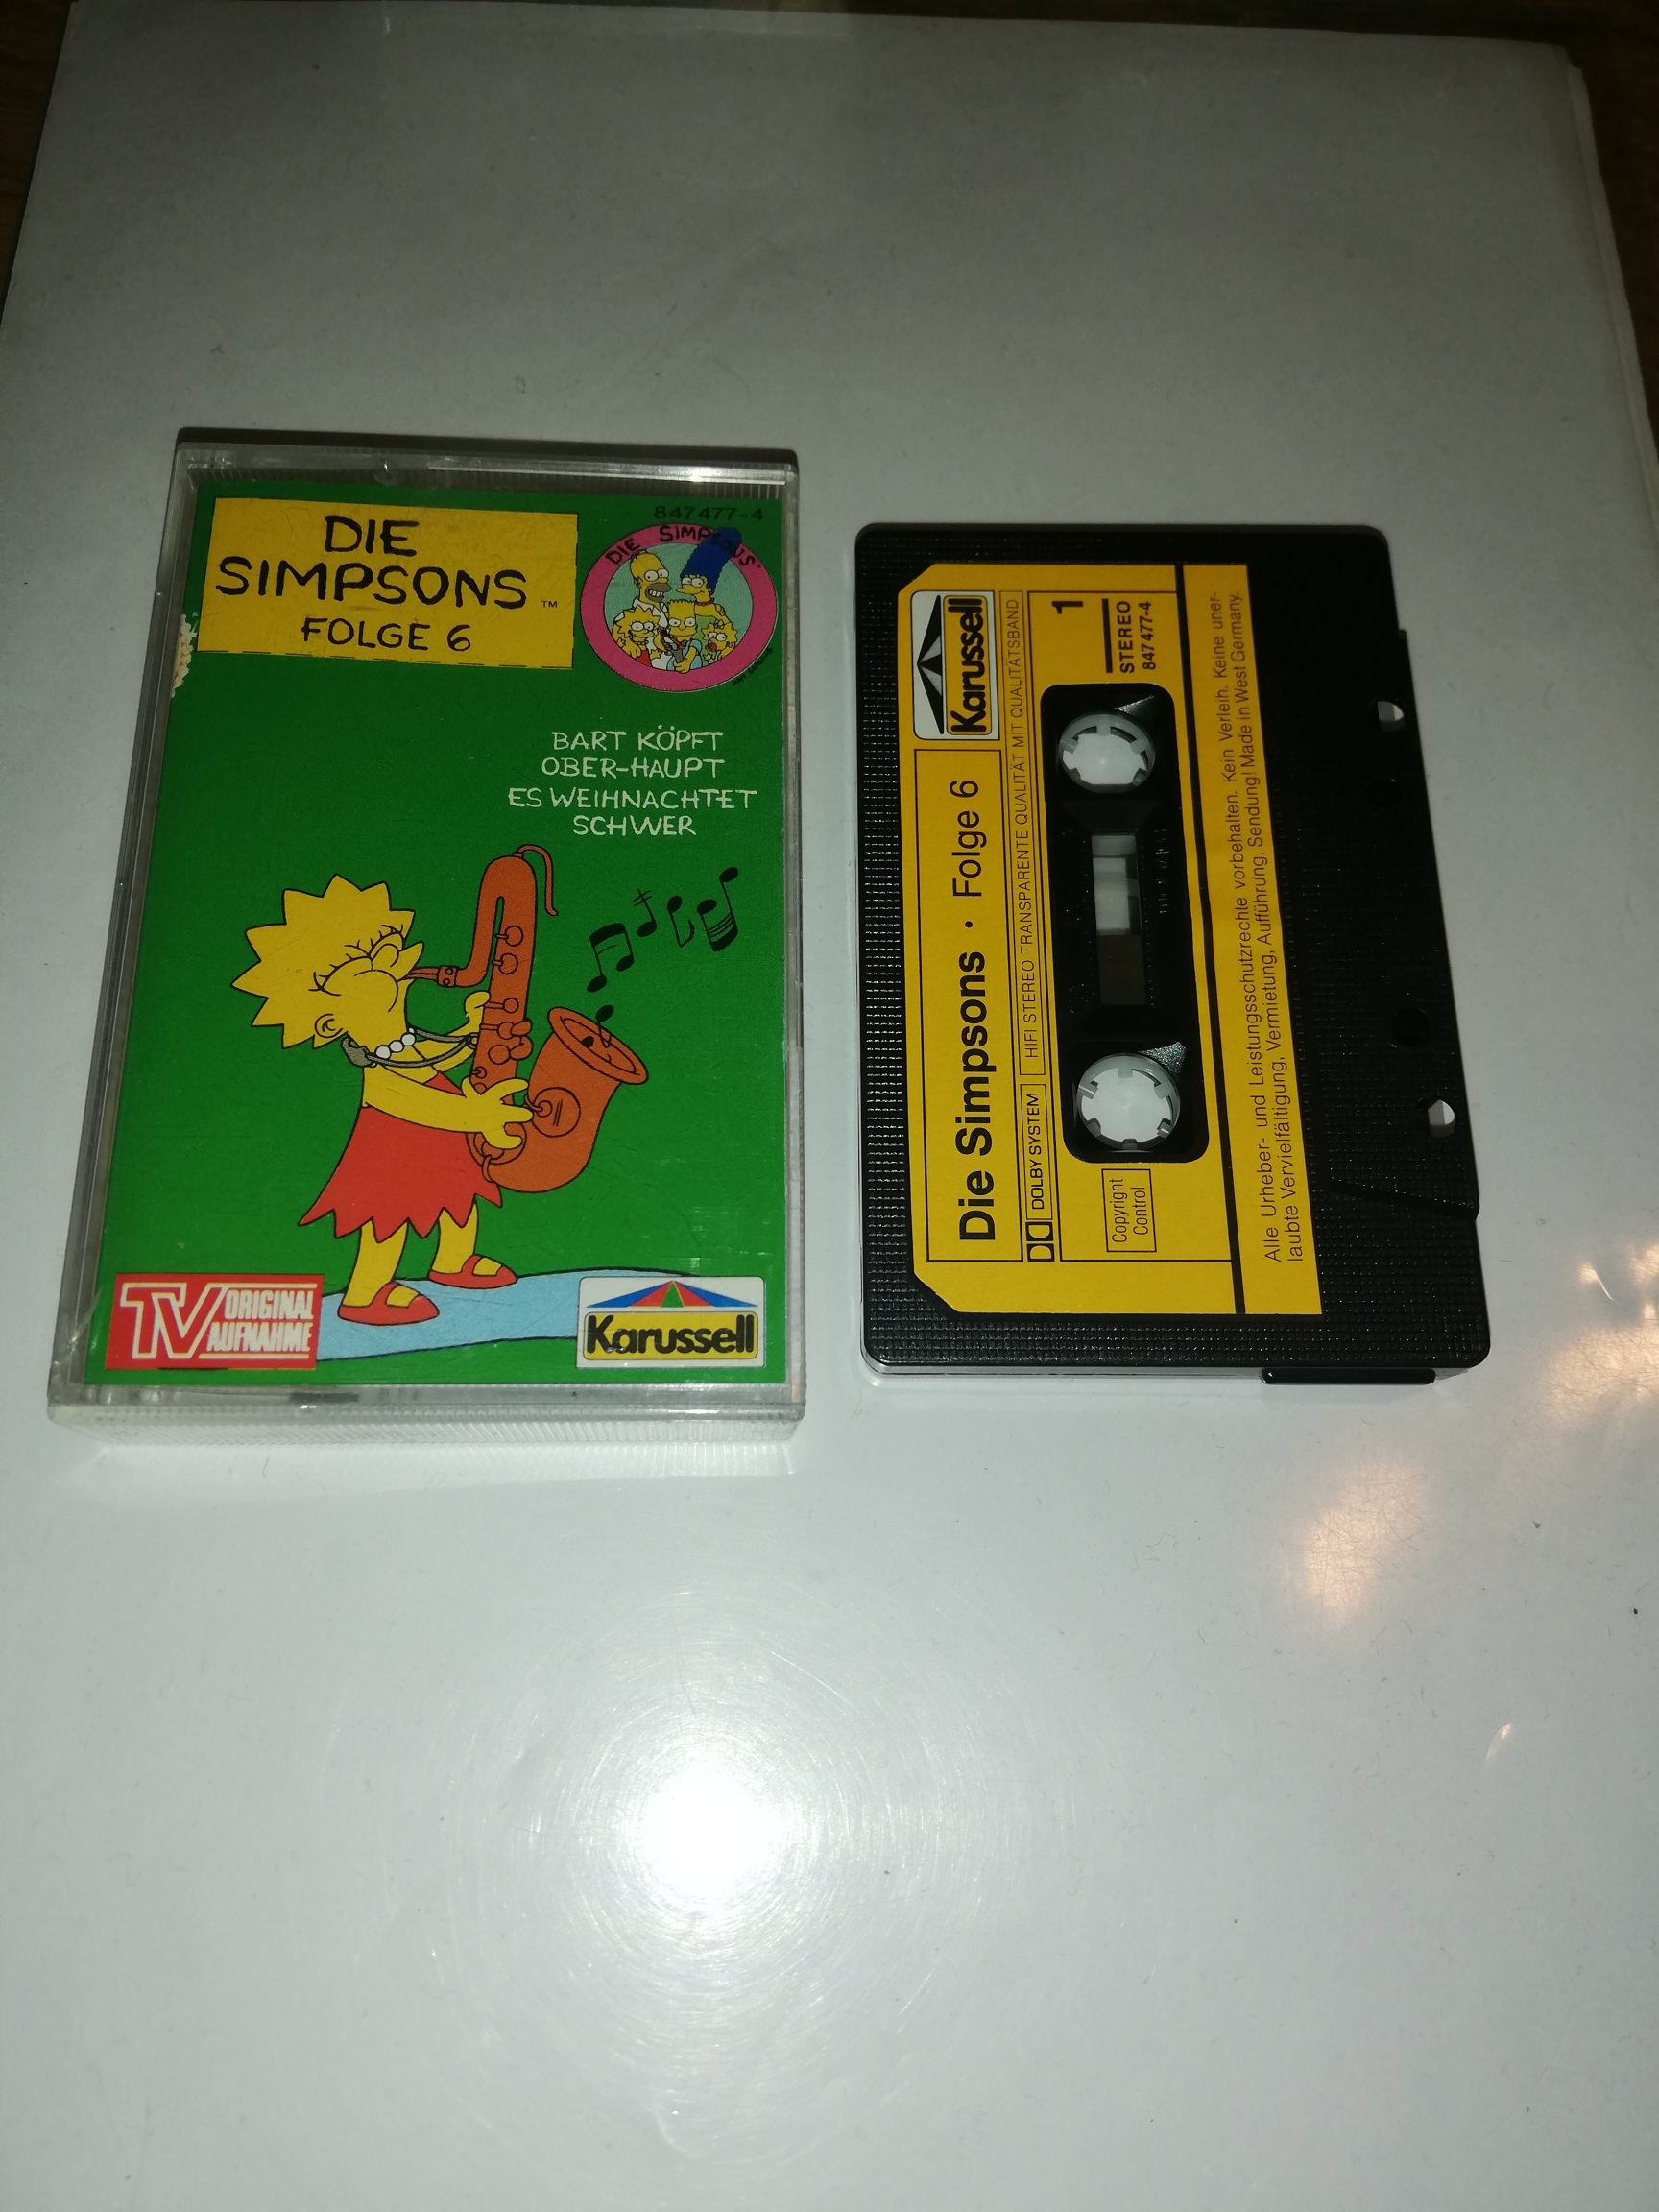 847477-4
DIE
SIMPSONS ™
FOLGE 6
DIE SIMPSONS
BART KÖPFT
OBER-HAUPT
ES WEIHNACHTET
SCHWER
TV ORIGINAL
AUFNAHME
Karussell
Karussell
Die Simpsons · Folge 6
DOLBY SYSTEM
HIFI STEREO TRANSPARENTE QUALITÄT MIT QUALITÄTSBAND
1
STEREO
847 477-4
Copyright
Control
Alle Urheber- und Leistungsschutzrechte vorbehalten. Kein Verleih. Keine uner-
laubte Vervielfältigung, Vermietung, Aufführung, Sendung! Made in West Germany.